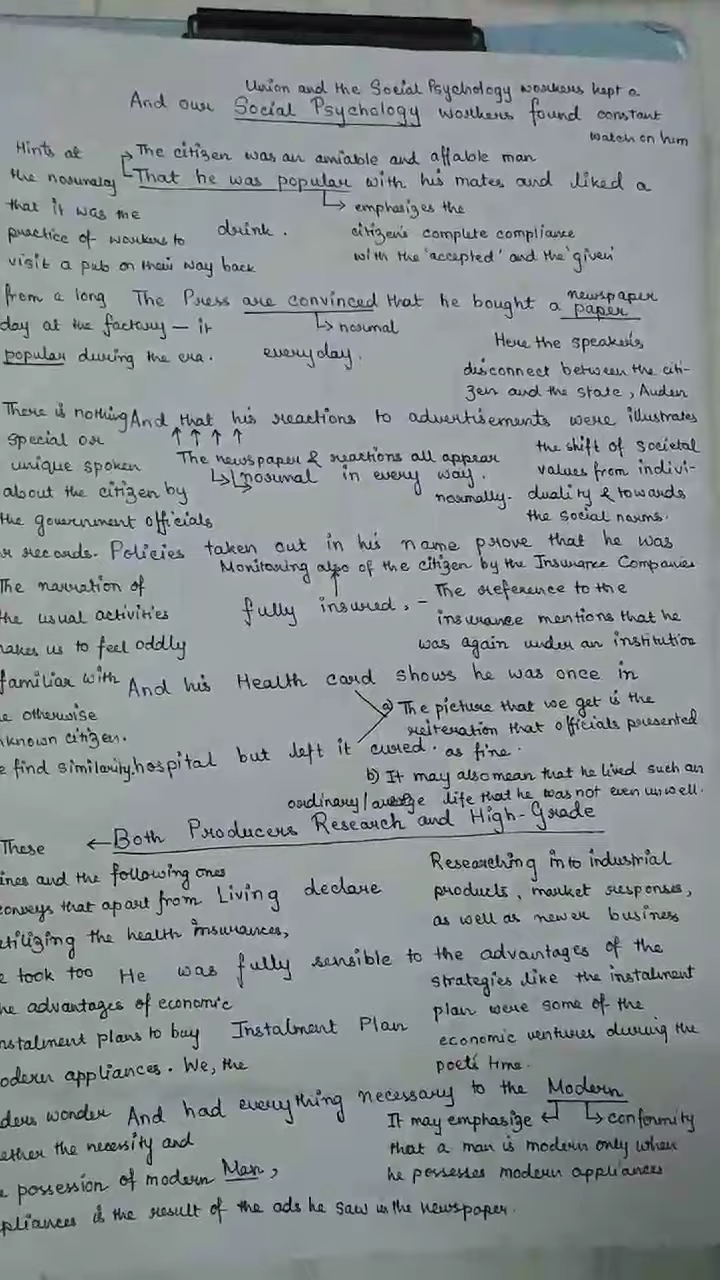 Union and the Social Psychology workers kept a
And our Social Psychology workers found constant
watch on him
Hints at → The citizen was an amiable and affable man
the normalcy That he was popular with his mates and liked a
that it was the → emphasizes the
practice of workers to drink. citizen's complete compliance
visit a pub on their way back with the 'accepted' and the 'given'
from a long The Press are convinced that he bought a newspaper paper
day at the factory – it → normal
popular during the era. everyday. Here the speaker's
disconnect between the citi-
zen and the state, Auden
There is nothing And that his reactions to advertisements were illustrates
special or ↑ ↑ ↑ ↑ the shift of societal
unique spoken The newspaper & reactions all appear values from indivi-
about the citizen by → normal in every way. normally. duality & towards
the government officials the social norms.
records. Policies taken out in his name prove that he was
Monitoring also of the citizen by the Insurance Companies
The narration of fully insured, – The reference to the
the usual activities insurance mentions that he
makes us to feel oddly was again under an institution
familiar with And his Health card shows he was once in
otherwise a) The picture that we get is the
unknown citizen. reiteration that officials presented
find similarity. hospital but left it cured. as fine.
b) It may also mean that he lived such an
ordinary/average life that he was not even unwell.
These ← Both Producers Research and High-Grade
lines and the following ones Researching into industrial
conveys that apart from Living declare products, market responses,
utilizing the health insurances, as well as newer business
took too He was fully sensible to the advantages of the
the advantages of economic strategies like the instalment
instalment plans to buy Instalment Plan plan were some of the
modern appliances. We, the economic ventures during the
poet's time.
readers wonder And had everything necessary to the Modern
whether the necessity and It may emphasize ↵ → conformity
possession of modern Man, that a man is modern only when
he possesses modern appliances
appliances is the result of the ads he saw in the newspaper.